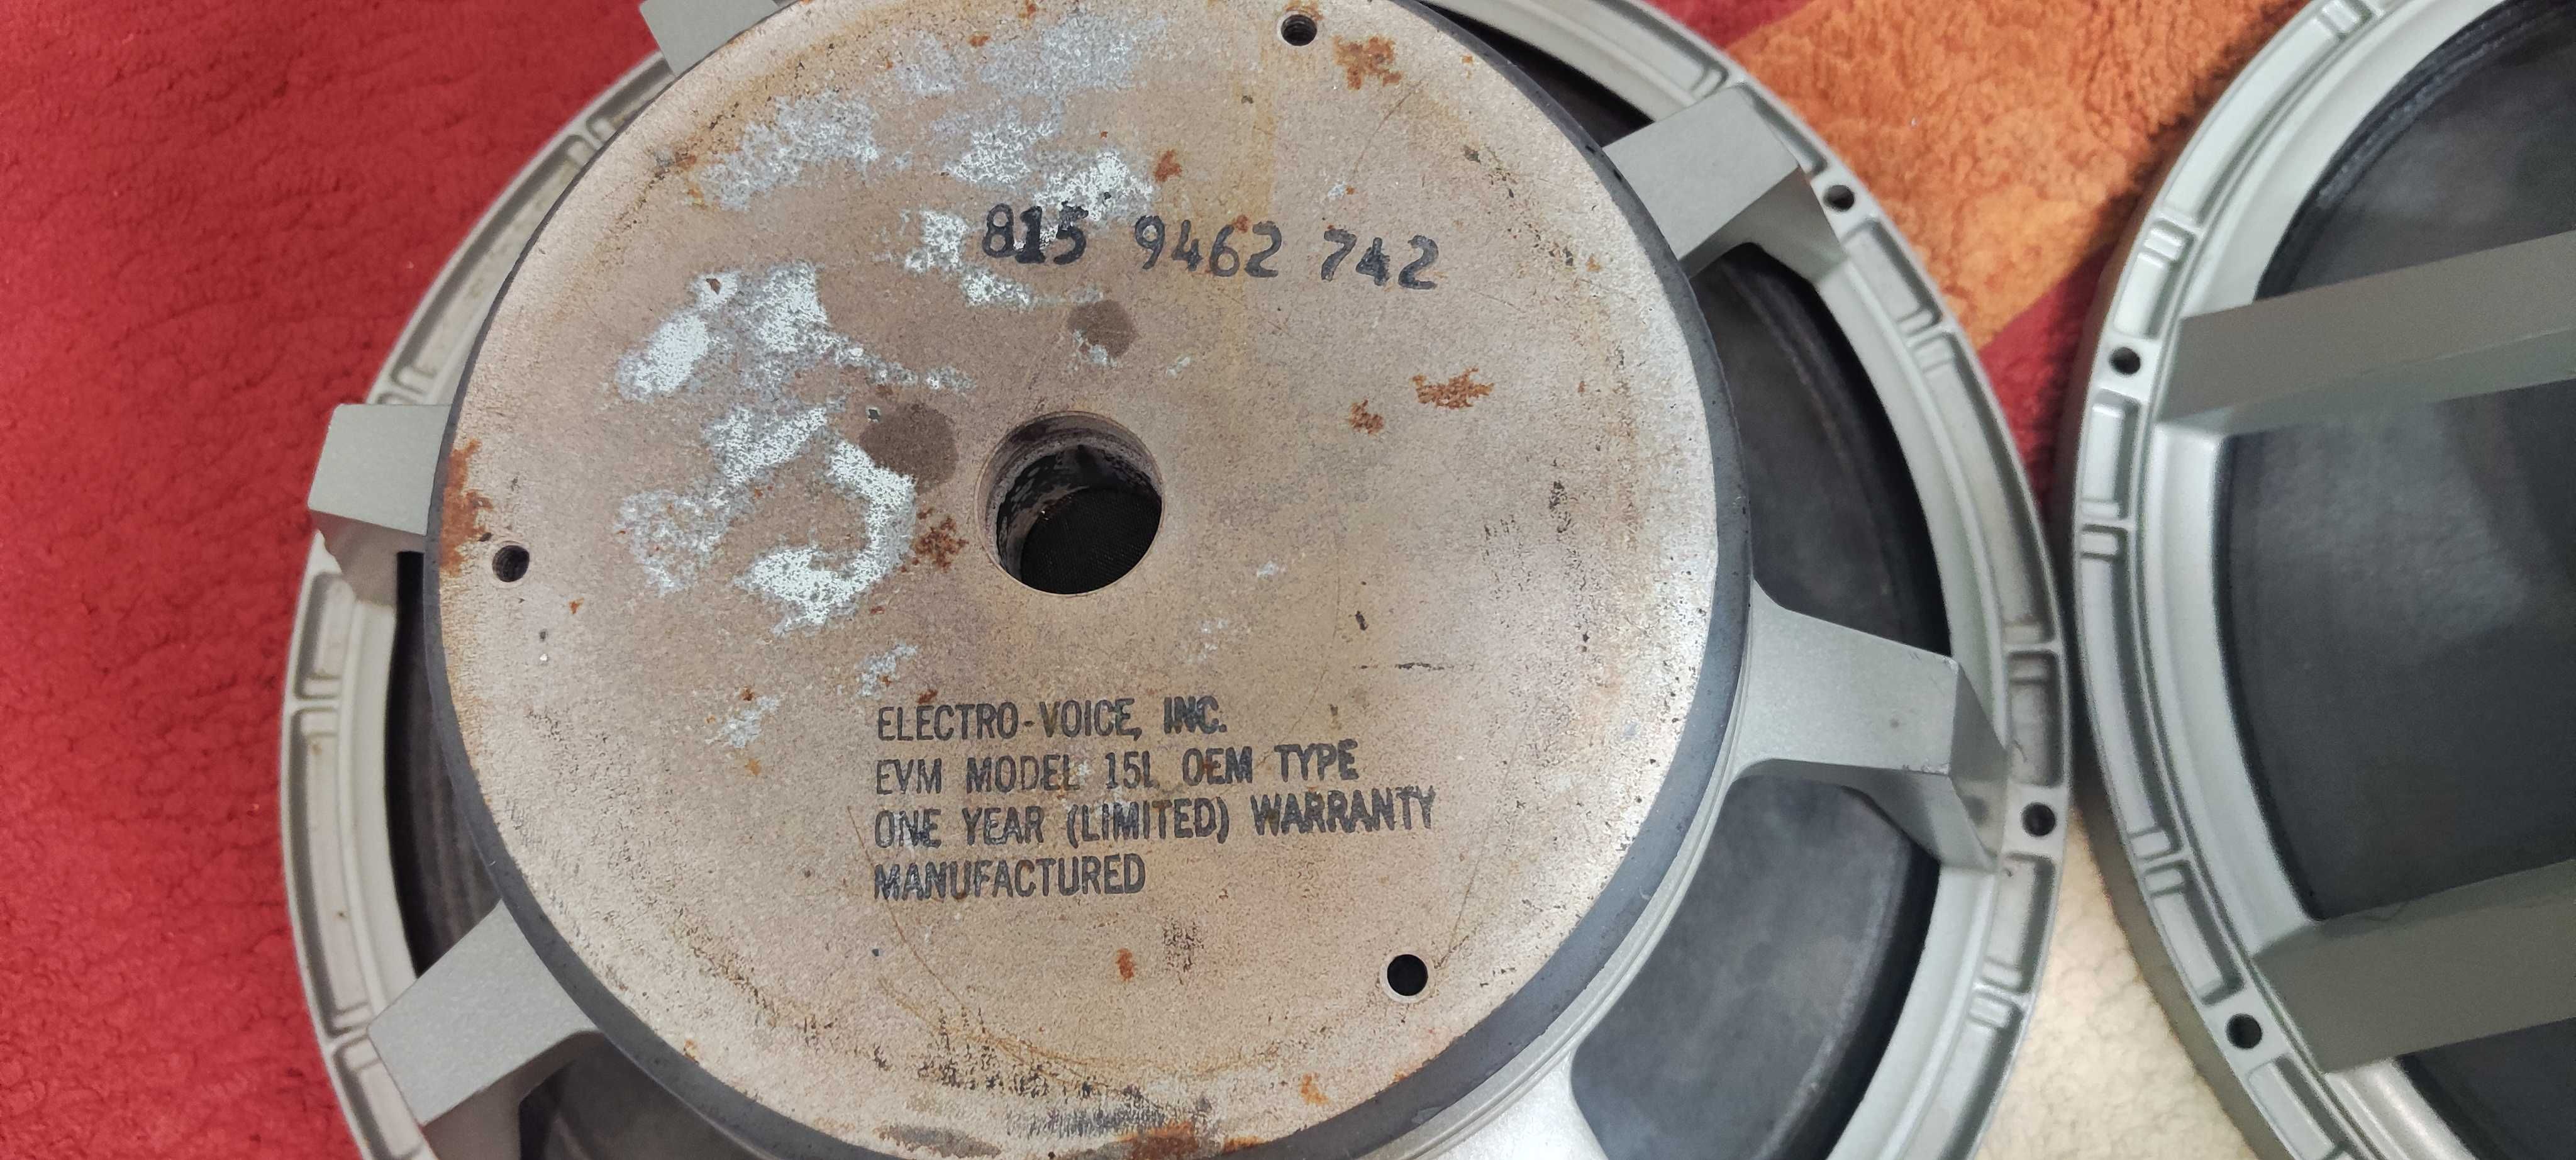 815 9462 742
ELECTRO-VOICE, INC.
EVM MODEL 15L OEM TYPE
ONE YEAR (LIMITED) WARRANTY
MANUFACTURED